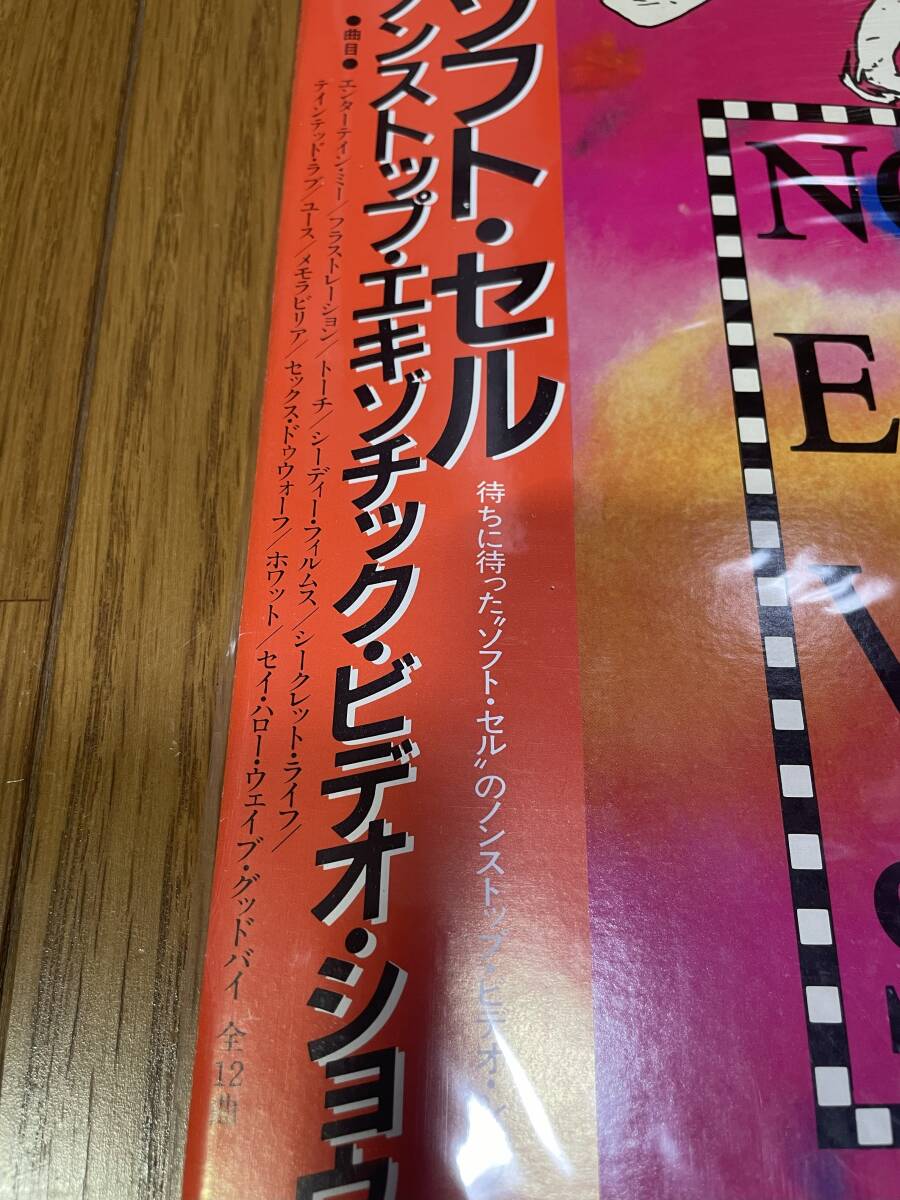 ソフト・セル
ノンストップ・エキゾチック・ビデオ・ショウ
待ちに待った〝ソフト・セル〟のノンストップ・ビデオ・
●曲目●
エンターテイン・ミー/フラストレーション/トーチ/シーディー・フィルムス/シークレット・ライフ/
テインテッド・ラブ/ユース/メモラビリア/セックス・ドゥウォーフ/ホワット/セイ・ハロー・ウェイブ・グッドバイ 全12曲
N
E
V
S